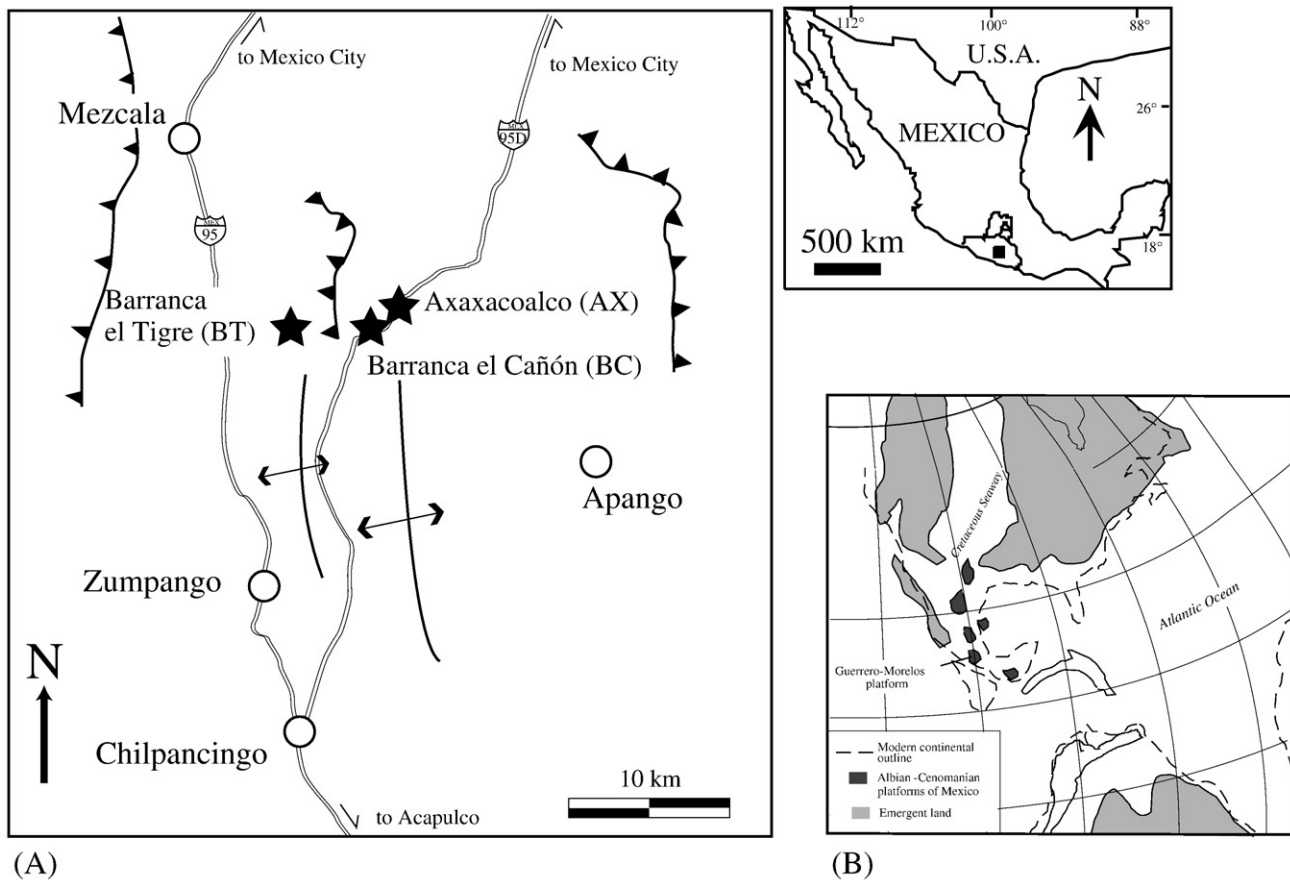 to Mexico City
to Mexico City
Mezcala
MEX
95D
MEX
95
Barranca
el Tigre (BT)
Axaxacoalco (AX)
Barranca el Cañón (BC)
Apango
Zumpango
N
Chilpancingo
10 km
to Acapulco
(A)
112°
100°
88°
U.S.A.
N
26°
MEXICO
500 km
18°
Cretaceous Seaway
Atlantic Ocean
Guerrero-Morelos
platform
Modern continental
outline
Albian -Cenomanian
platforms of Mexico
Emergent land
(B)